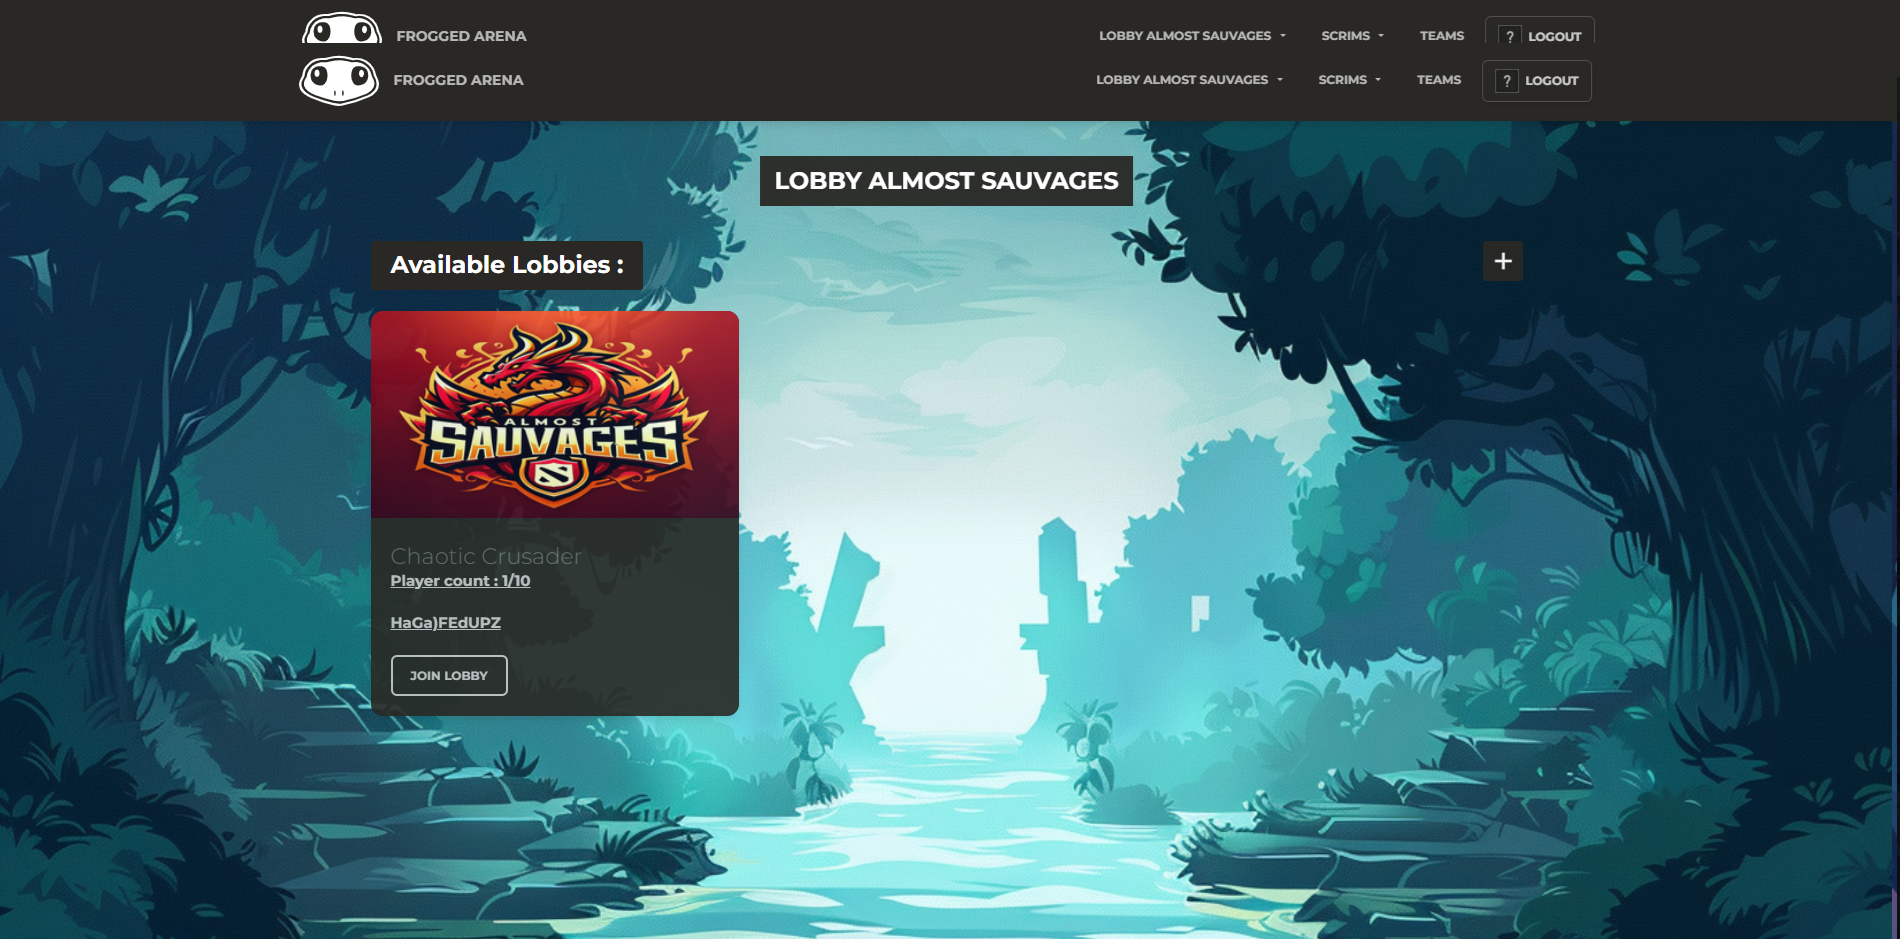 FROGGED ARENA LOBBY ALMOST SAUVAGES SCRIMS TEAMS ? LOGOUT
FROGGED ARENA LOBBY ALMOST SAUVAGES SCRIMS TEAMS ? LOGOUT
LOBBY ALMOST SAUVAGES
Available Lobbies : +
ALMOST
SAUVAGES
Chaotic Crusader
Player count : 1/10
HaGa)FEdUPZ
JOIN LOBBY